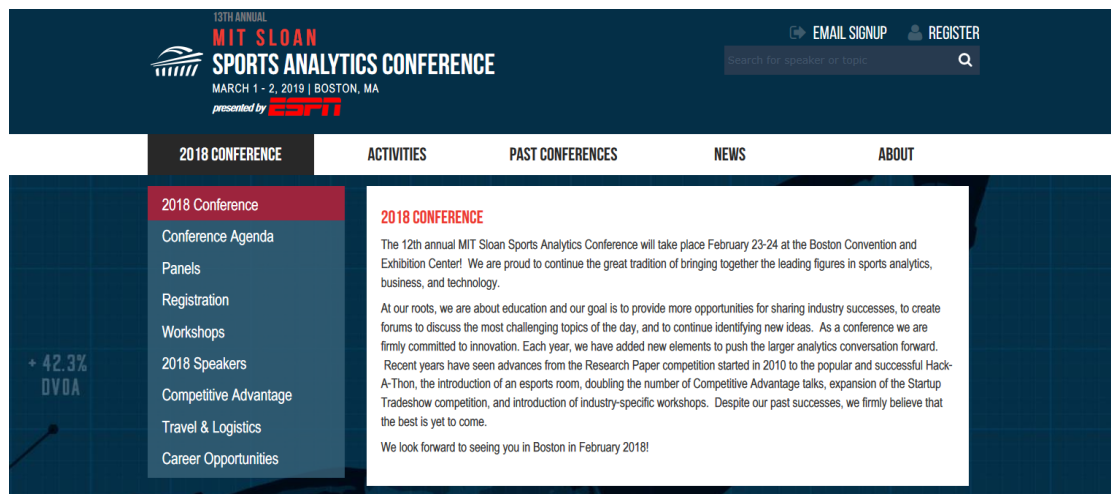 13TH ANNUAL
MIT SLOAN
SPORTS ANALYTICS CONFERENCE
MARCH 1 - 2, 2019 | BOSTON, MA
presented by ESPN
EMAIL SIGNUP
REGISTER
Search for speaker or topic
2018 CONFERENCE
ACTIVITIES
PAST CONFERENCES
NEWS
ABOUT
2018 Conference
Conference Agenda
Panels
Registration
Workshops
2018 Speakers
Competitive Advantage
Travel & Logistics
Career Opportunities
+ 42.3%
DVOA
2018 CONFERENCE
The 12th annual MIT Sloan Sports Analytics Conference will take place February 23-24 at the Boston Convention and
Exhibition Center!  We are proud to continue the great tradition of bringing together the leading figures in sports analytics,
business, and technology.
At our roots, we are about education and our goal is to provide more opportunities for sharing industry successes, to create
forums to discuss the most challenging topics of the day, and to continue identifying new ideas.  As a conference we are
firmly committed to innovation. Each year, we have added new elements to push the larger analytics conversation forward.
Recent years have seen advances from the Research Paper competition started in 2010 to the popular and successful Hack-
A-Thon, the introduction of an esports room, doubling the number of Competitive Advantage talks, expansion of the Startup
Tradeshow competition, and introduction of industry-specific workshops.  Despite our past successes, we firmly believe that
the best is yet to come.
We look forward to seeing you in Boston in February 2018!